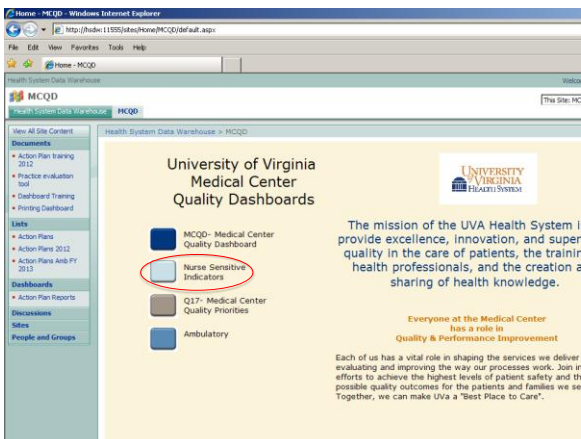 Home - MCQD - Windows Internet Explorer
http://hsdw:11555/sites/Home/MCQD/default.aspx
File Edit View Favorites Tools Help
Home - MCQD
Health System Data Warehouse
Welco
MCQD
This Site: MC
Health System Data Warehouse MCQD
View All Site Content
Health System Data Warehouse > MCQD
Documents
Action Plan training
2012
Practice evaluation
tool
Dashboard Training
Printing Dashboard
Lists
Action Plans
Action Plans 2012
Action Plans Amb FY
2013
Dashboards
Action Plan Reports
Discussions
Sites
People and Groups
University of Virginia
Medical Center
Quality Dashboards
MCQD- Medical Center
Quality Dashboard
Nurse Sensitive
Indicators
Q17- Medical Center
Quality Priorities
Ambulatory
UNIVERSITY
of VIRGINIA
HEALTH SYSTEM
The mission of the UVA Health System i
provide excellence, innovation, and super
quality in the care of patients, the trainin
health professionals, and the creation a
sharing of health knowledge.
Everyone at the Medical Center
has a role in
Quality & Performance Improvement
Each of us has a vital role in shaping the services we deliver
evaluating and improving the way our processes work. Join in
efforts to achieve the highest levels of patient safety and th
possible quality outcomes for the patients and families we se
Together, we can make UVa a "Best Place to Care".